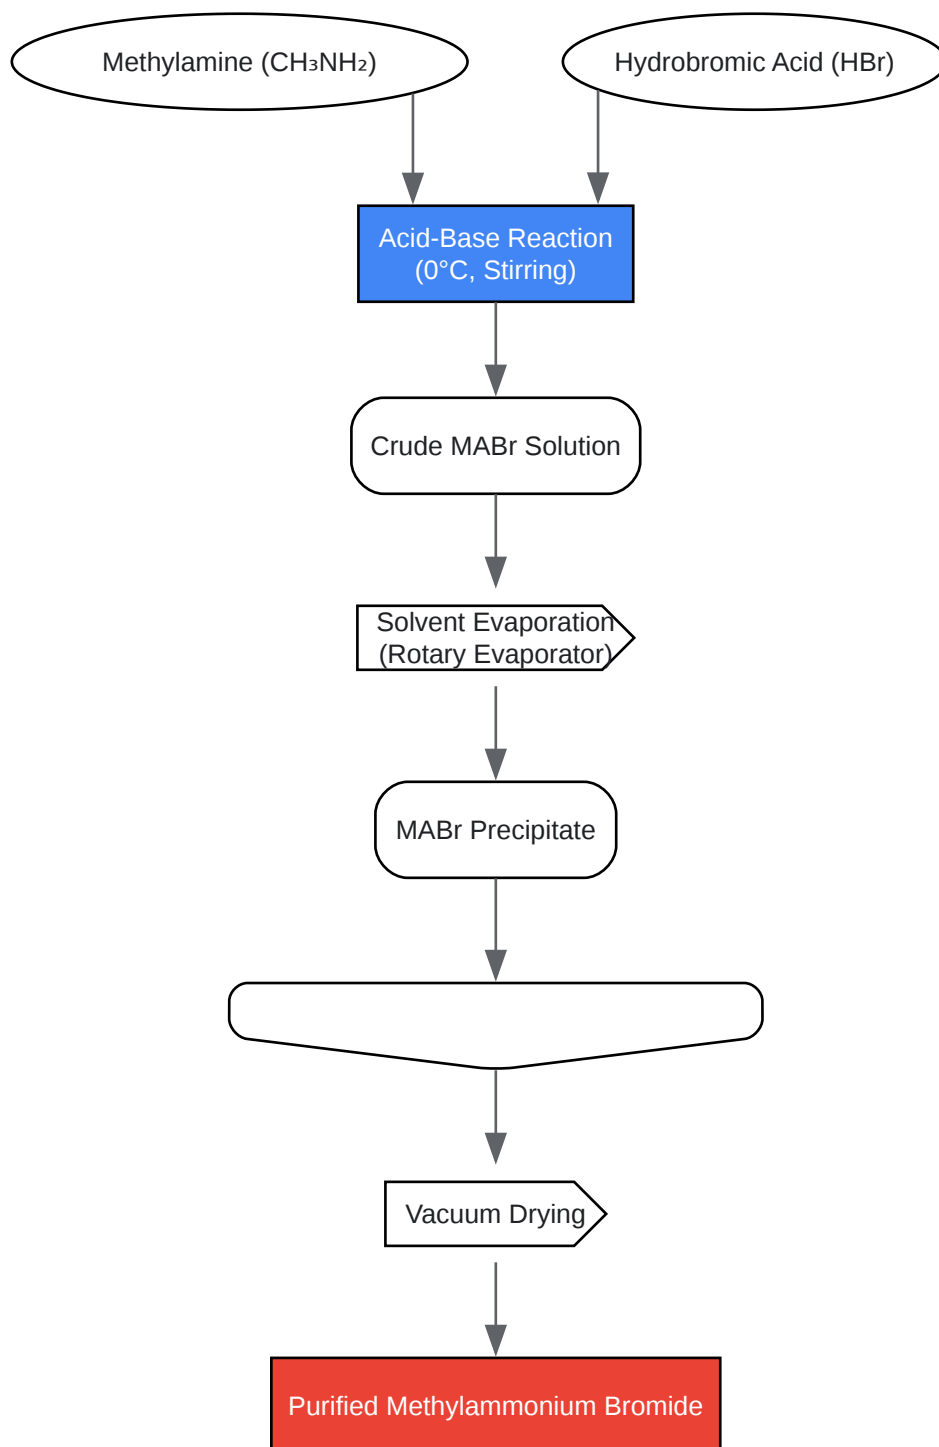 Methylamine (CH₃NH₂)
Hydrobromic Acid (HBr)
Acid-Base Reaction
(0°C, Stirring)
Crude MABr Solution
Solvent Evaporation
(Rotary Evaporator)
MABr Precipitate
Vacuum Drying
Purified Methylammonium Bromide